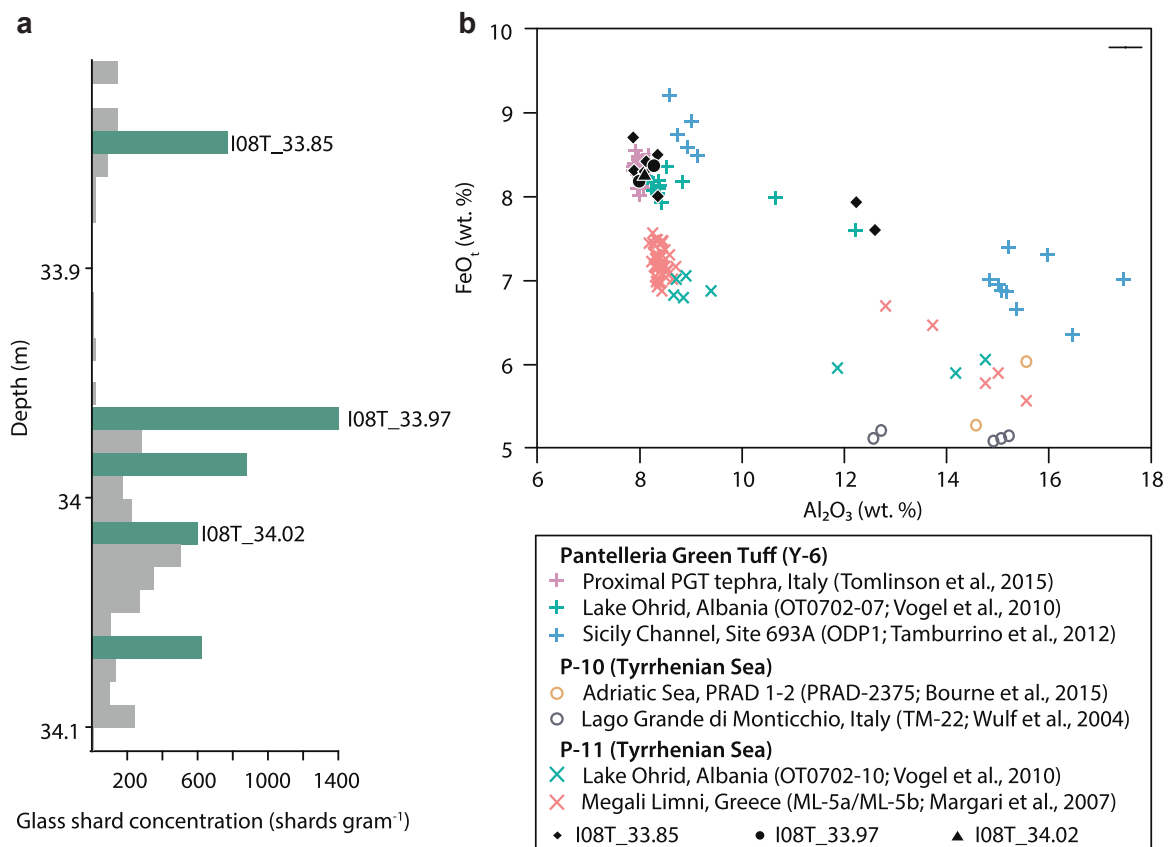 a
I08T_33.85
33.9
Depth (m)
I08T_33.97
34
I08T_34.02
34.1
200 600 1000 1400
Glass shard concentration (shards gram⁻¹)
b
10
9
8
7
6
5
FeOₜ (wt. %)
6 8 10 12 14 16 18
Al₂O₃ (wt. %)
Pantelleria Green Tuff (Y-6)
Proximal PGT tephra, Italy (Tomlinson et al., 2015)
Lake Ohrid, Albania (OT0702-07; Vogel et al., 2010)
Sicily Channel, Site 693A (ODP1; Tamburrino et al., 2012)
P-10 (Tyrrhenian Sea)
Adriatic Sea, PRAD 1-2 (PRAD-2375; Bourne et al., 2015)
Lago Grande di Monticchio, Italy (TM-22; Wulf et al., 2004)
P-11 (Tyrrhenian Sea)
Lake Ohrid, Albania (OT0702-10; Vogel et al., 2010)
Megali Limni, Greece (ML-5a/ML-5b; Margari et al., 2007)
I08T_33.85 I08T_33.97 I08T_34.02